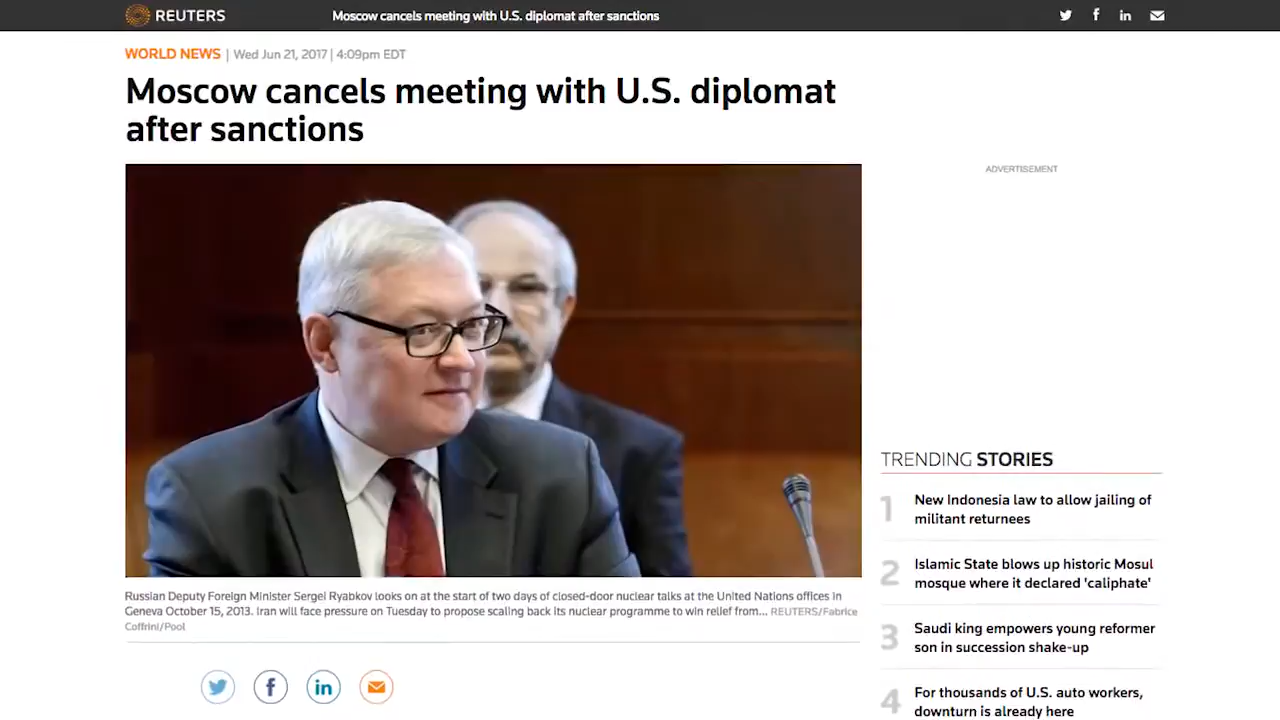 REUTERS
Moscow cancels meeting with U.S. diplomat after sanctions
WORLD NEWS | Wed Jun 21, 2017 | 4:09pm EDT
Moscow cancels meeting with U.S. diplomat
after sanctions
ADVERTISEMENT
Russian Deputy Foreign Minister Sergei Ryabkov looks on at the start of two days of closed-door nuclear talks at the United Nations offices in
Geneva October 15, 2013. Iran will face pressure on Tuesday to propose scaling back its nuclear programme to win relief from... REUTERS/Fabrice
Coffrini/Pool
TRENDING STORIES
1 New Indonesia law to allow jailing of
militant returnees
2 Islamic State blows up historic Mosul
mosque where it declared 'caliphate'
3 Saudi king empowers young reformer
son in succession shake-up
4 For thousands of U.S. auto workers,
downturn is already here